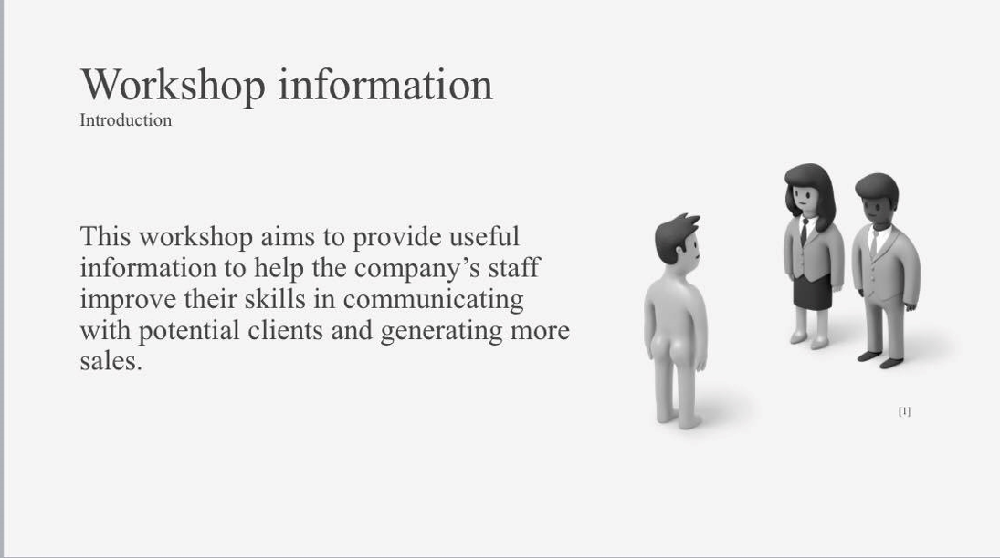 Workshop information
Introduction
This workshop aims to provide useful
information to help the company’s staff
improve their skills in communicating
with potential clients and generating more
sales.
[1]